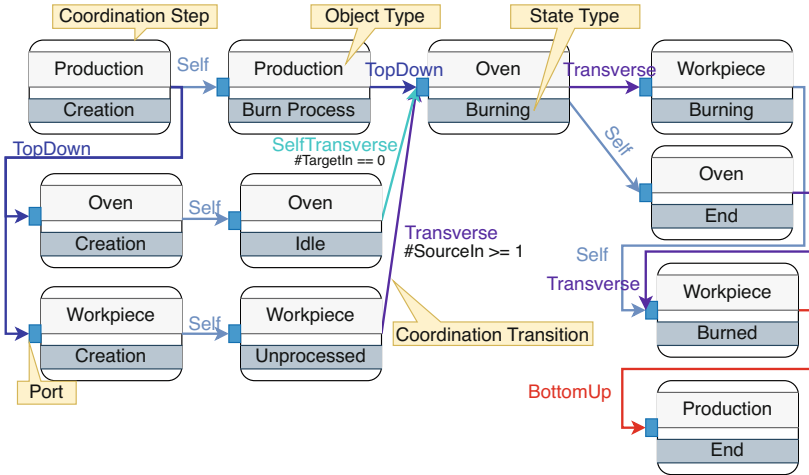 Coordination Step
Object Type
State Type
Production
Creation
Self
Production
Burn Process
TopDown
Oven
Burning
Transverse
Workpiece
Burning
TopDown
SelfTransverse
#TargetIn == 0
Self
Oven
Creation
Self
Oven
Idle
Oven
End
Transverse
#SourceIn >= 1
Self
Transverse
Workpiece
Creation
Self
Workpiece
Unprocessed
Workpiece
Burned
Coordination Transition
Port
BottomUp
Production
End